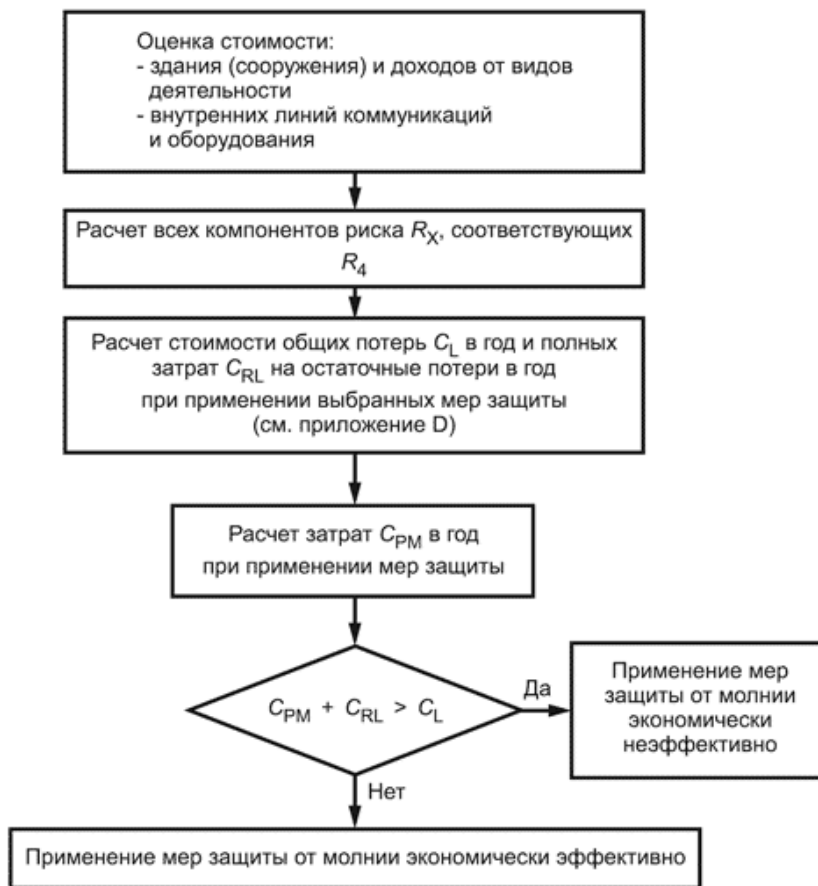 Оценка стоимости:
- здания (сооружения) и доходов от видов
деятельности
- внутренних линий коммуникаций
и оборудования
Расчет всех компонентов риска RX, соответствующих
R4
Расчет стоимости общих потерь CL в год и полных
затрат CRL на остаточные потери в год
при применении выбранных мер защиты
(см. приложение D)
Расчет затрат CPM в год
при применении мер защиты
CPM + CRL > CL
Да
Применение мер
защиты от молнии
экономически
неэффективно
Нет
Применение мер защиты от молнии экономически эффективно